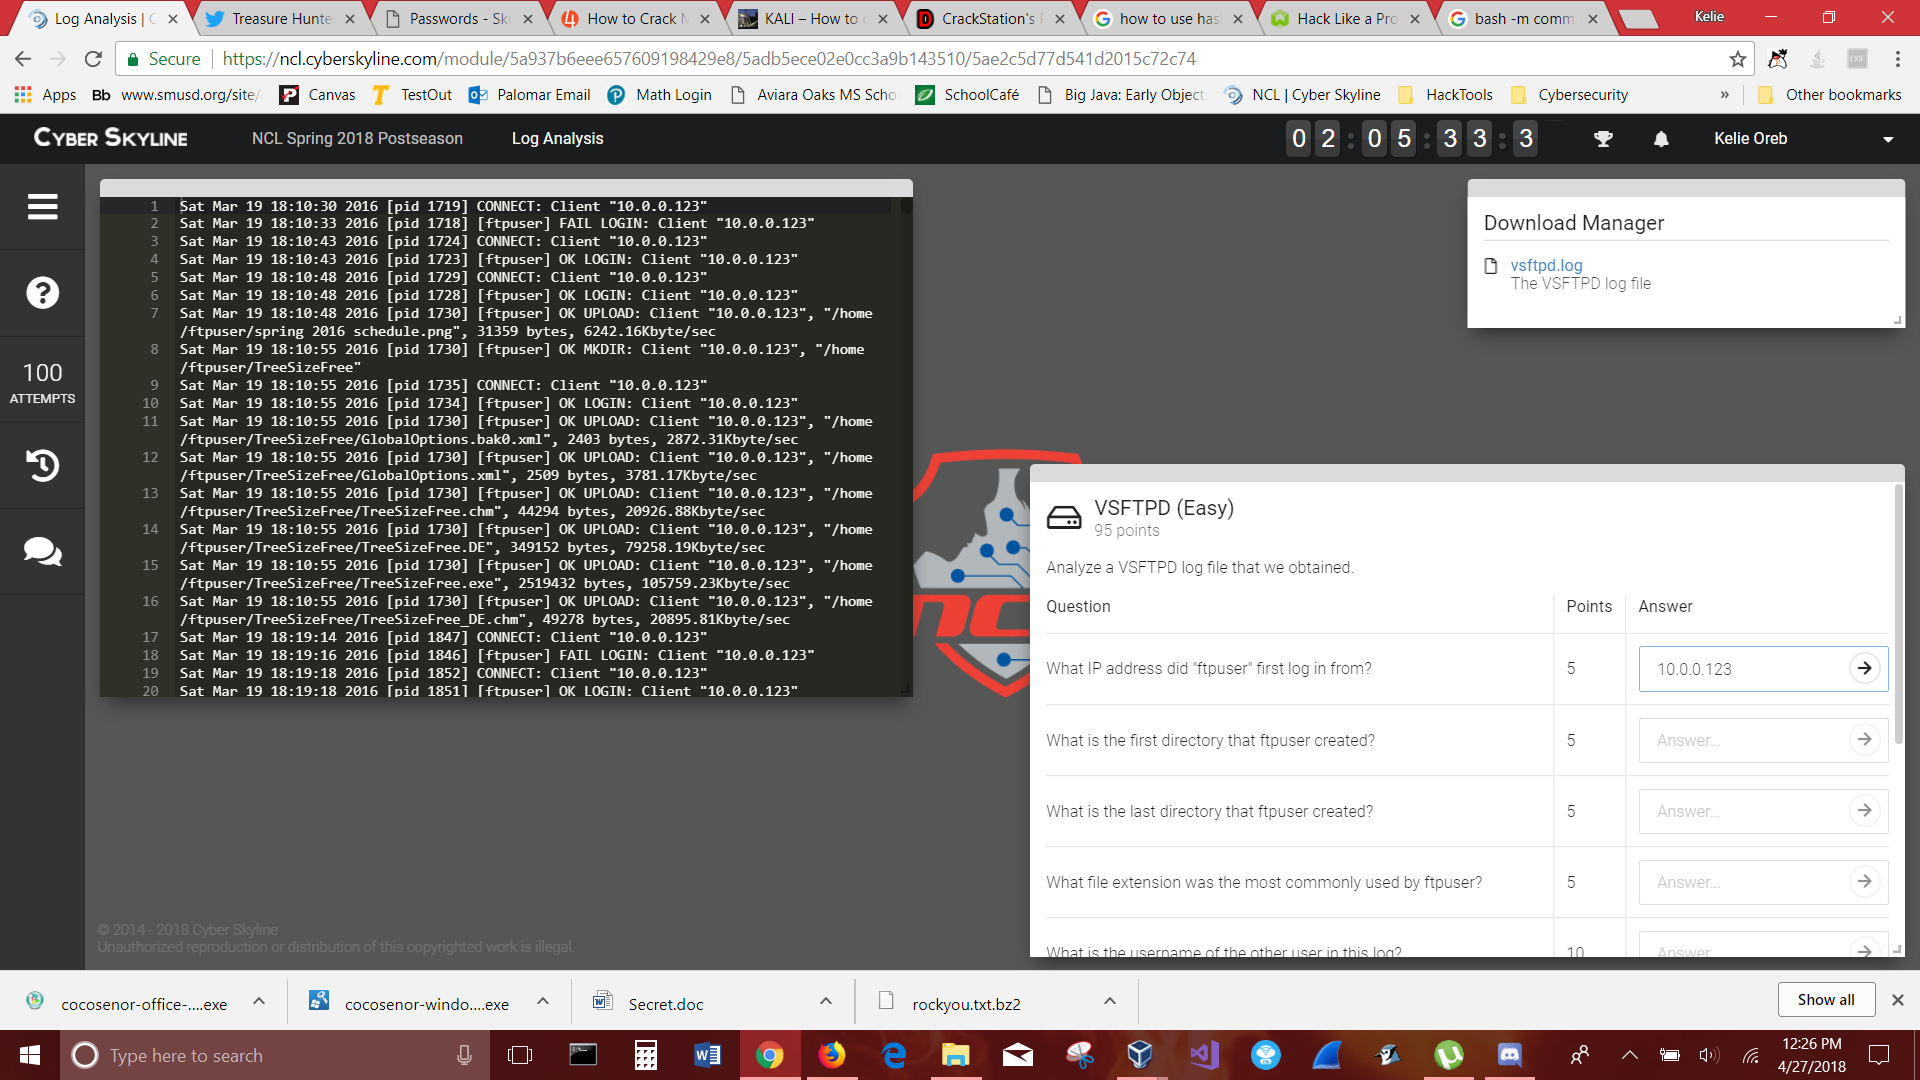 Log Analysis | C
Treasure Hunte
Passwords - Sk
How to Crack M
KALI – How to c
CrackStation's P
how to use has
Hack Like a Pro
bash -m comm
Kelie
Secure
https://ncl.cyberskyline.com/module/5a937b6eee657609198429e8/5adb5ece02e0cc3a9b143510/5ae2c5d77d541d2015c72c74
Apps
Bb
www.smusd.org/site/
Canvas
TestOut
Palomar Email
Math Login
Aviara Oaks MS Scho
SchoolCafé
Big Java: Early Object
NCL | Cyber Skyline
HackTools
Cybersecurity
»
Other bookmarks
CYBER SKYLINE
NCL Spring 2018 Postseason
Log Analysis
02:05:33:3
Kelie Oreb
100
ATTEMPTS
1 Sat Mar 19 18:10:30 2016 [pid 1719] CONNECT: Client "10.0.0.123"
2 Sat Mar 19 18:10:33 2016 [pid 1718] [ftpuser] FAIL LOGIN: Client "10.0.0.123"
3 Sat Mar 19 18:10:43 2016 [pid 1724] CONNECT: Client "10.0.0.123"
4 Sat Mar 19 18:10:43 2016 [pid 1723] [ftpuser] OK LOGIN: Client "10.0.0.123"
5 Sat Mar 19 18:10:48 2016 [pid 1729] CONNECT: Client "10.0.0.123"
6 Sat Mar 19 18:10:48 2016 [pid 1728] [ftpuser] OK LOGIN: Client "10.0.0.123"
7 Sat Mar 19 18:10:48 2016 [pid 1730] [ftpuser] OK UPLOAD: Client "10.0.0.123", "/home
/ftpuser/spring 2016 schedule.png", 31359 bytes, 6242.16Kbyte/sec
8 Sat Mar 19 18:10:55 2016 [pid 1730] [ftpuser] OK MKDIR: Client "10.0.0.123", "/home
/ftpuser/TreeSizeFree"
9 Sat Mar 19 18:10:55 2016 [pid 1735] CONNECT: Client "10.0.0.123"
10 Sat Mar 19 18:10:55 2016 [pid 1734] [ftpuser] OK LOGIN: Client "10.0.0.123"
11 Sat Mar 19 18:10:55 2016 [pid 1730] [ftpuser] OK UPLOAD: Client "10.0.0.123", "/home
/ftpuser/TreeSizeFree/GlobalOptions.bak0.xml", 2403 bytes, 2872.31Kbyte/sec
12 Sat Mar 19 18:10:55 2016 [pid 1730] [ftpuser] OK UPLOAD: Client "10.0.0.123", "/home
/ftpuser/TreeSizeFree/GlobalOptions.xml", 2509 bytes, 3781.17Kbyte/sec
13 Sat Mar 19 18:10:55 2016 [pid 1730] [ftpuser] OK UPLOAD: Client "10.0.0.123", "/home
/ftpuser/TreeSizeFree/TreeSizeFree.chm", 44294 bytes, 20926.88Kbyte/sec
14 Sat Mar 19 18:10:55 2016 [pid 1730] [ftpuser] OK UPLOAD: Client "10.0.0.123", "/home
/ftpuser/TreeSizeFree/TreeSizeFree.DE", 349152 bytes, 79258.19Kbyte/sec
15 Sat Mar 19 18:10:55 2016 [pid 1730] [ftpuser] OK UPLOAD: Client "10.0.0.123", "/home
/ftpuser/TreeSizeFree/TreeSizeFree.exe", 2519432 bytes, 105759.23Kbyte/sec
16 Sat Mar 19 18:10:55 2016 [pid 1730] [ftpuser] OK UPLOAD: Client "10.0.0.123", "/home
/ftpuser/TreeSizeFree/TreeSizeFree_DE.chm", 49278 bytes, 20895.81Kbyte/sec
17 Sat Mar 19 18:19:14 2016 [pid 1847] CONNECT: Client "10.0.0.123"
18 Sat Mar 19 18:19:16 2016 [pid 1846] [ftpuser] FAIL LOGIN: Client "10.0.0.123"
19 Sat Mar 19 18:19:18 2016 [pid 1852] CONNECT: Client "10.0.0.123"
20 Sat Mar 19 18:19:18 2016 [pid 1851] [ftpuser] OK LOGIN: Client "10.0.0.123"
Download Manager
vsftpd.log
The VSFTPD log file
VSFTPD (Easy)
95 points
Analyze a VSFTPD log file that we obtained.
Question Points Answer
What IP address did "ftpuser" first log in from? 5 10.0.0.123
What is the first directory that ftpuser created? 5 Answer...
What is the last directory that ftpuser created? 5 Answer...
What file extension was the most commonly used by ftpuser? 5 Answer...
What is the username of the other user in this log? 10 Answer...
© 2014 - 2018 Cyber Skyline
Unauthorized reproduction or distribution of this copyrighted work is illegal.
cocosenor-office-....exe
cocosenor-windo....exe
Secret.doc
rockyou.txt.bz2
Show all
Type here to search
12:26 PM
4/27/2018